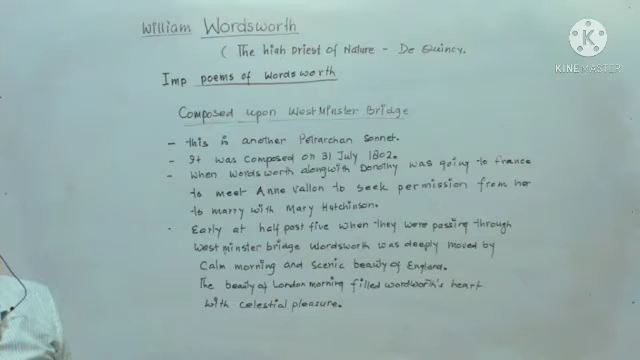 William Wordsworth
( The high Priest of Nature - De Quincy.
Imp poems of Wordsworth
Composed upon West Minster Bridge
- This is another Petrarchan Sonnet.
- It was composed on 31 July 1802.
- When Wordsworth alongwith Dorothy was going to france
to meet Anne Vallon to seek permission from her
to marry with Mary Hutchinson.
- Early at half past five when they were passing through
West minster bridge Wordsworth was deeply moved by
Calm morning and scenic beauty of England.
The beauty of London morning filled wordworth's heart
with celestial pleasure.
K
KINEMASTER